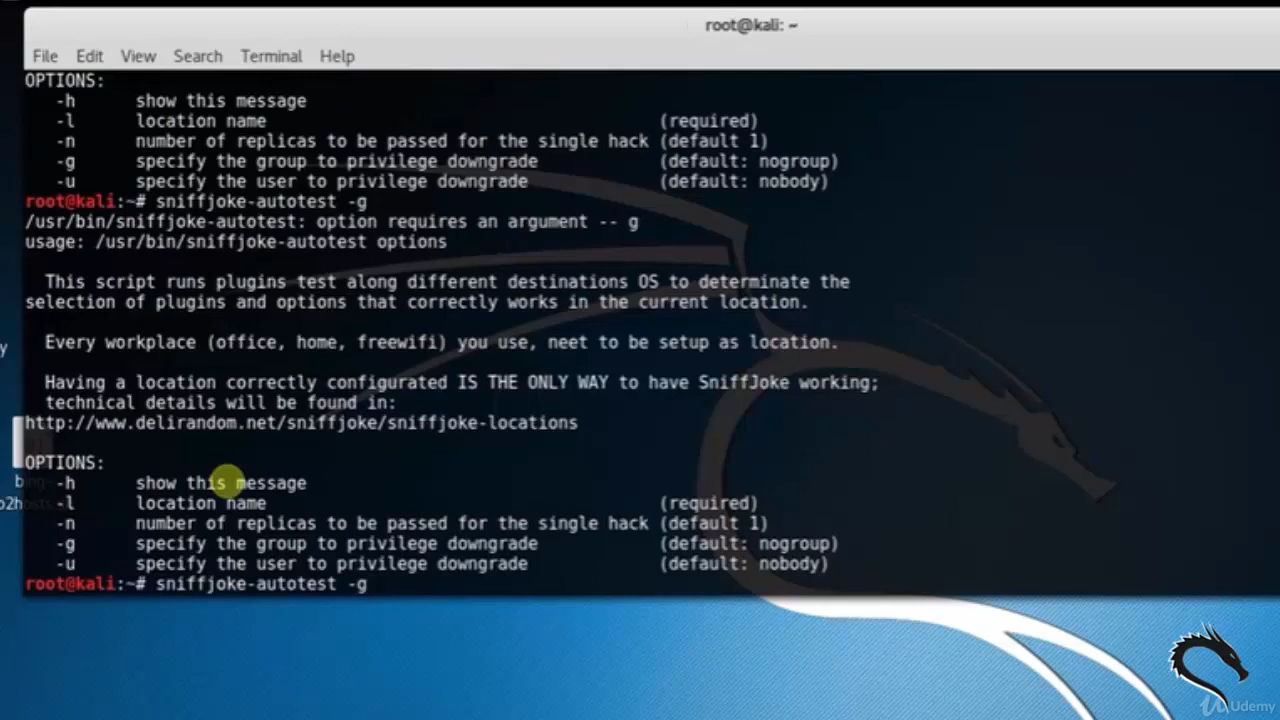 root@kali: ~
File Edit View Search Terminal Help
OPTIONS:
-h show this message
-l location name (required)
-n number of replicas to be passed for the single hack (default 1)
-g specify the group to privilege downgrade (default: nogroup)
-u specify the user to privilege downgrade (default: nobody)
root@kali:~# sniffjoke-autotest -g
/usr/bin/sniffjoke-autotest: option requires an argument -- g
usage: /usr/bin/sniffjoke-autotest options
This script runs plugins test along different destinations OS to determinate the
selection of plugins and options that correctly works in the current location.
Every workplace (office, home, freewifi) you use, neet to be setup as location.
Having a location correctly configurated IS THE ONLY WAY to have SniffJoke working;
technical details will be found in:
http://www.delirandom.net/sniffjoke/sniffjoke-locations
OPTIONS:
-h show this message
-l location name (required)
-n number of replicas to be passed for the single hack (default 1)
-g specify the group to privilege downgrade (default: nogroup)
-u specify the user to privilege downgrade (default: nobody)
root@kali:~# sniffjoke-autotest -g
Udemy